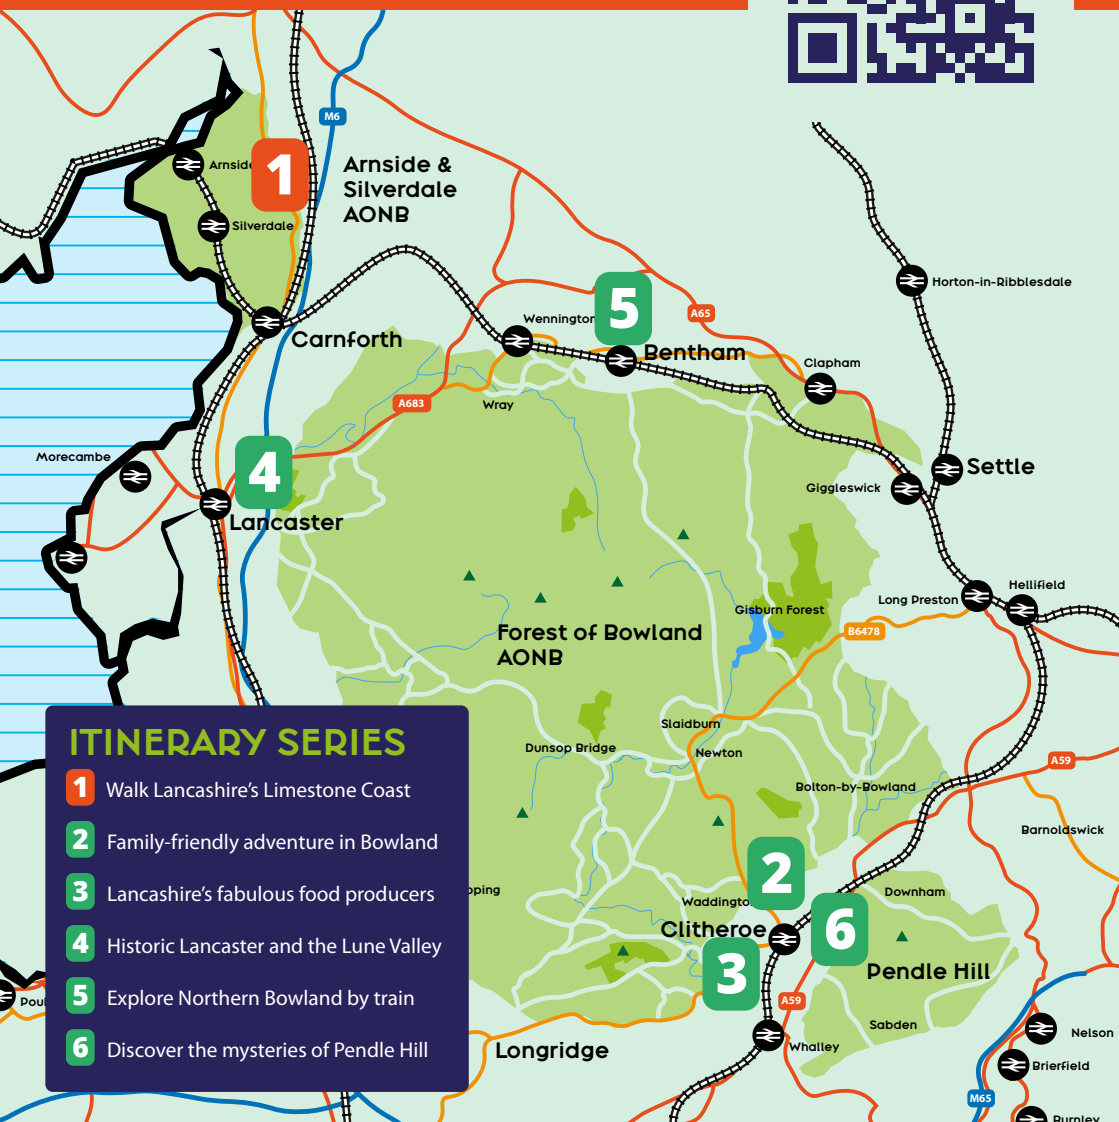 M6
1
Arnside
Arnside &
Silverdale
AONB
Silverdale
Horton-in-Ribblesdale
5
Wennington
A65
Carnforth
Bentham
Clapham
A683
Wray
Morecambe
4
Settle
Giggleswick
Lancaster
Hellifield
Long Preston
Gisburn Forest
B6478
Forest of Bowland
AONB
Slaidburn
Dunsop Bridge
Newton
A59
Bolton-by-Bowland
Barnoldswick
2
Downham
Waddingto
Clitheroe
6
3
Pendle Hill
A59
Sabden
Nelson
Longridge
Whalley
Brierfield
M65
Burnley
pping
Poul
ITINERARY SERIES
1 Walk Lancashire's Limestone Coast
2 Family-friendly adventure in Bowland
3 Lancashire's fabulous food producers
4 Historic Lancaster and the Lune Valley
5 Explore Northern Bowland by train
6 Discover the mysteries of Pendle Hill